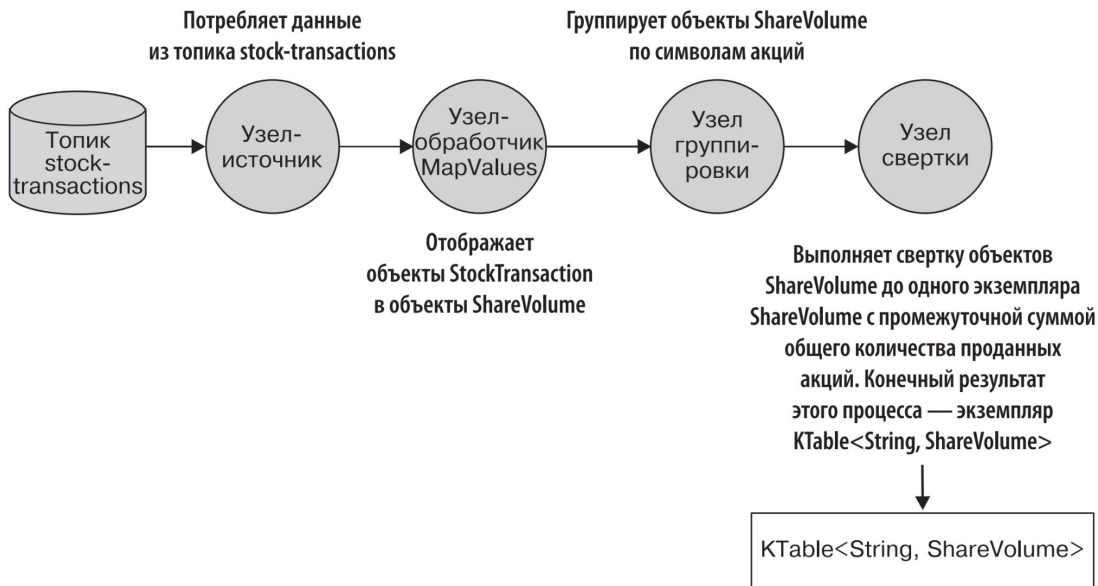 Потребляет данные
из топика stock-transactions
Группирует объекты ShareVolume
по символам акций
Топик
stock-
transactions
Узел-
источник
Узел-
обработчик
MapValues
Узел
группи-
ровки
Узел
свертки
Отображает
объекты StockTransaction
в объекты ShareVolume
Выполняет свертку объектов
ShareVolume до одного экземпляра
ShareVolume с промежуточной суммой
общего количества проданных
акций. Конечный результат
этого процесса — экземпляр
KTable<String, ShareVolume>
KTable<String, ShareVolume>